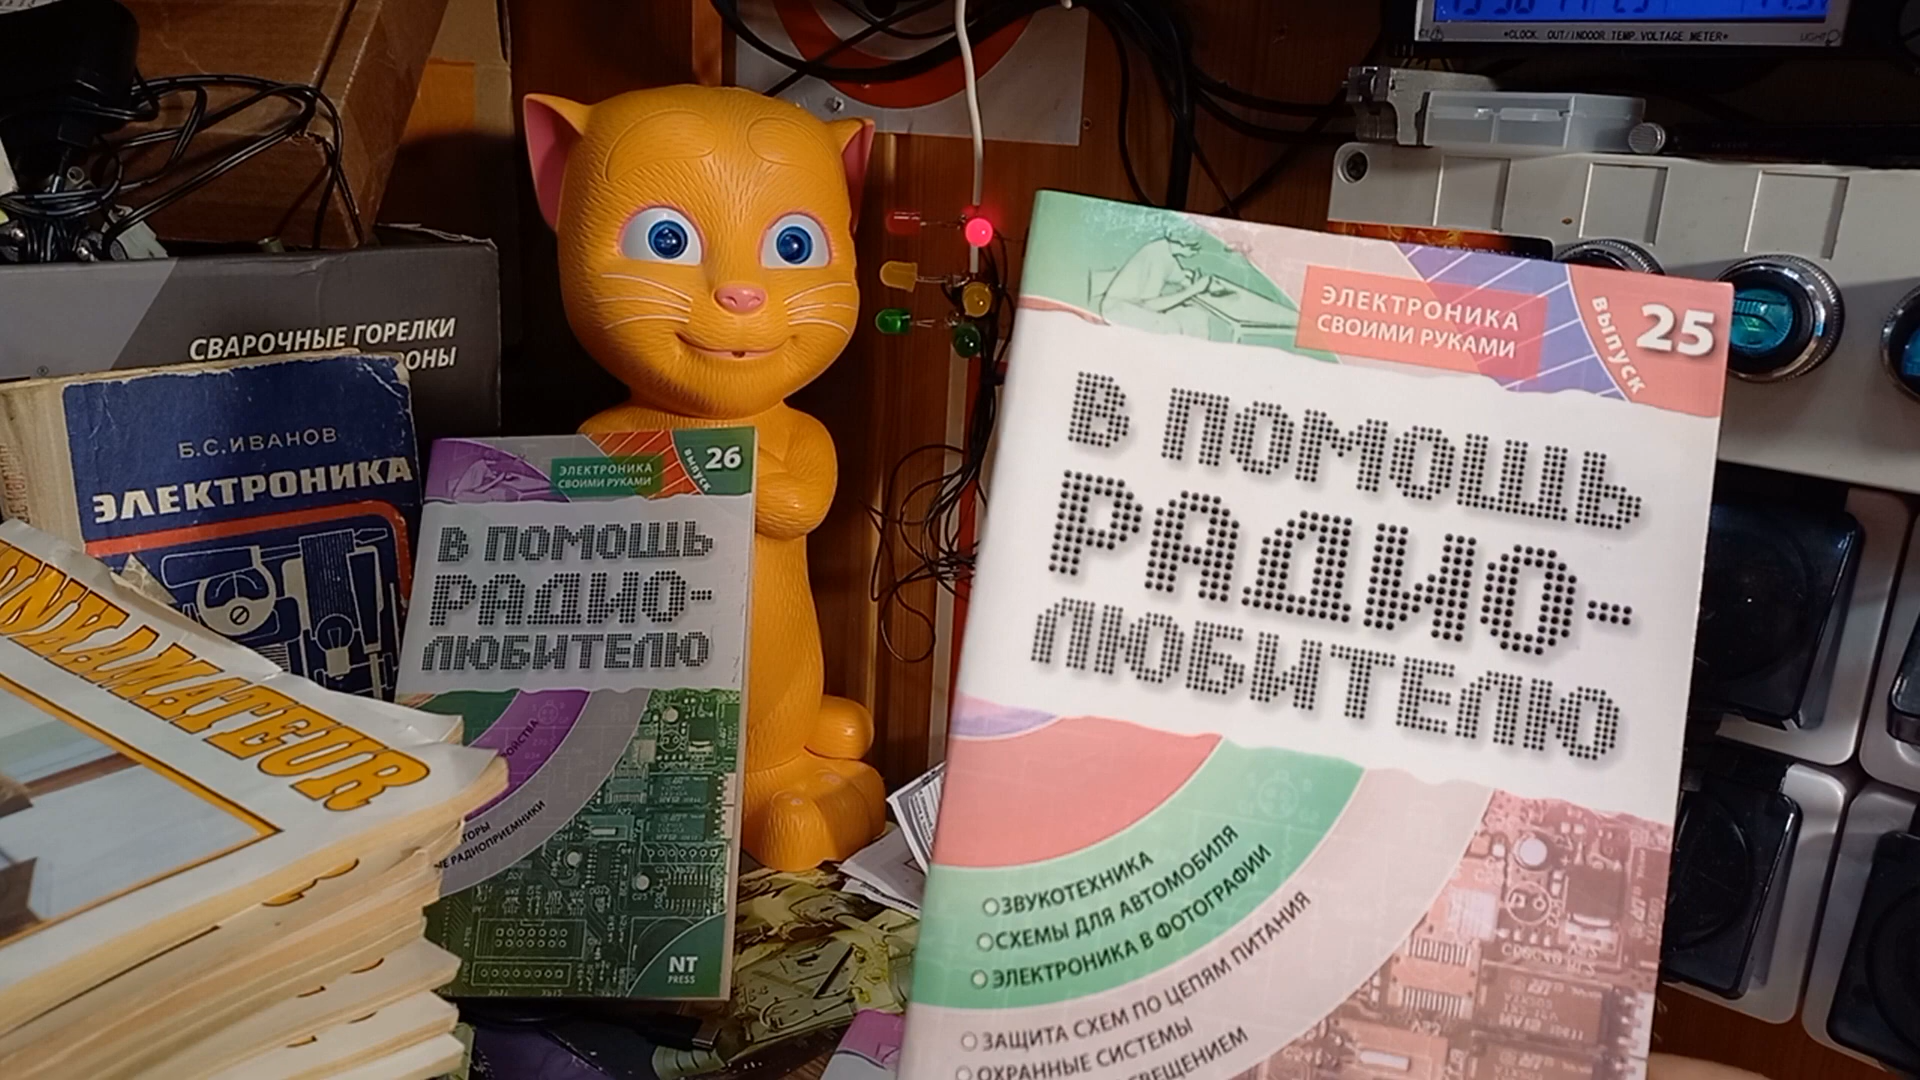 *CLOCK OUT/INDOOR TEMP. VOLTAGE METER*
LIGHT
СВАРОЧНЫЕ ГОРЕЛКИ
Б.С.ИВАНОВ
ЭЛЕКТРОНИКА
ЭЛЕКТРОНИКА
СВОИМИ РУКАМИ
выпуск 26
В ПОМОЩЬ
РАДИО-
ЛЮБИТЕЛЮ
РАДИОПРИЕМНИКИ
NT
PRESS
ЭЛЕКТРОНИКА
СВОИМИ РУКАМИ
выпуск 25
В ПОМОЩЬ
РАДИО-
ЛЮБИТЕЛЮ
ЗВУКОТЕХНИКА
СХЕМЫ ДЛЯ АВТОМОБИЛЯ
ЭЛЕКТРОНИКА В ФОТОГРАФИИ
ЗАЩИТА СХЕМ ПО ЦЕПЯМ ПИТАНИЯ
ОХРАННЫЕ СИСТЕМЫ